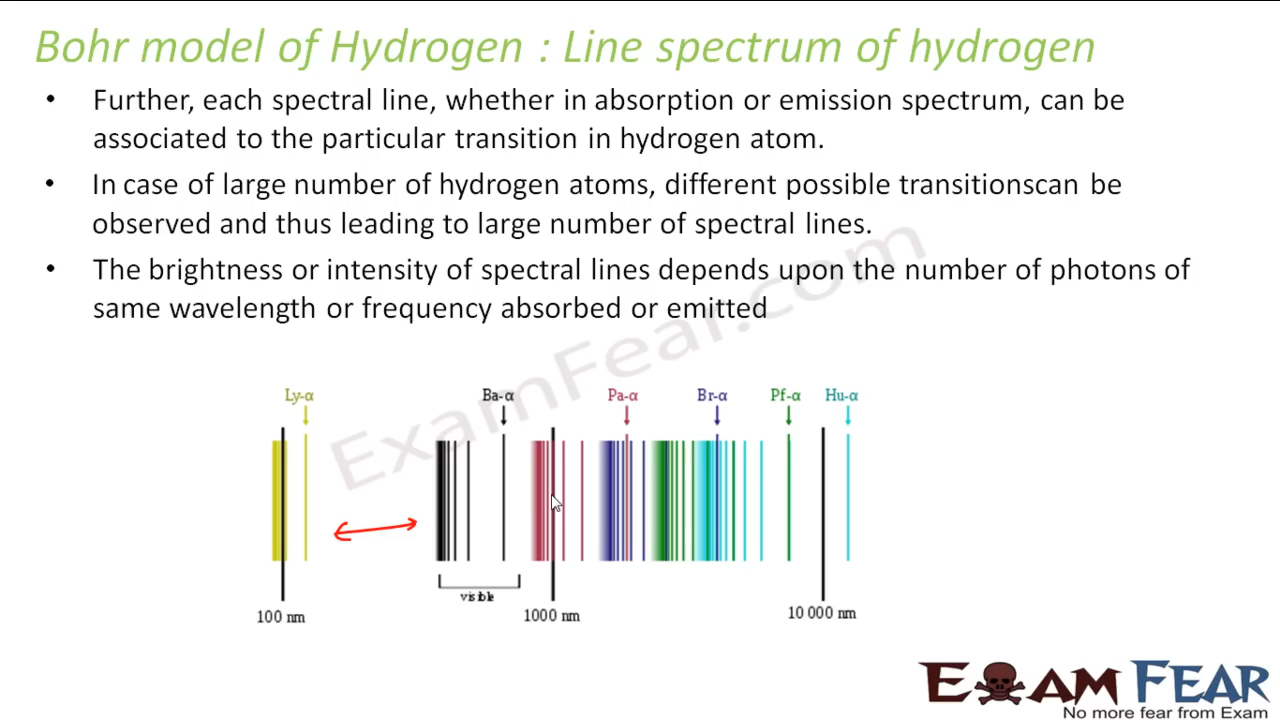 Bohr model of Hydrogen : Line spectrum of hydrogen
• Further, each spectral line, whether in absorption or emission spectrum, can be
associated to the particular transition in hydrogen atom.
• In case of large number of hydrogen atoms, different possible transitionscan be
observed and thus leading to large number of spectral lines.
• The brightness or intensity of spectral lines depends upon the number of photons of
same wavelength or frequency absorbed or emitted
ExamFear.com
Ly-α Ba-α Pa-α Br-α Pf-α Hu-α
visible
100 nm 1000 nm 10 000 nm
EXAM FEAR
No more fear from Exam